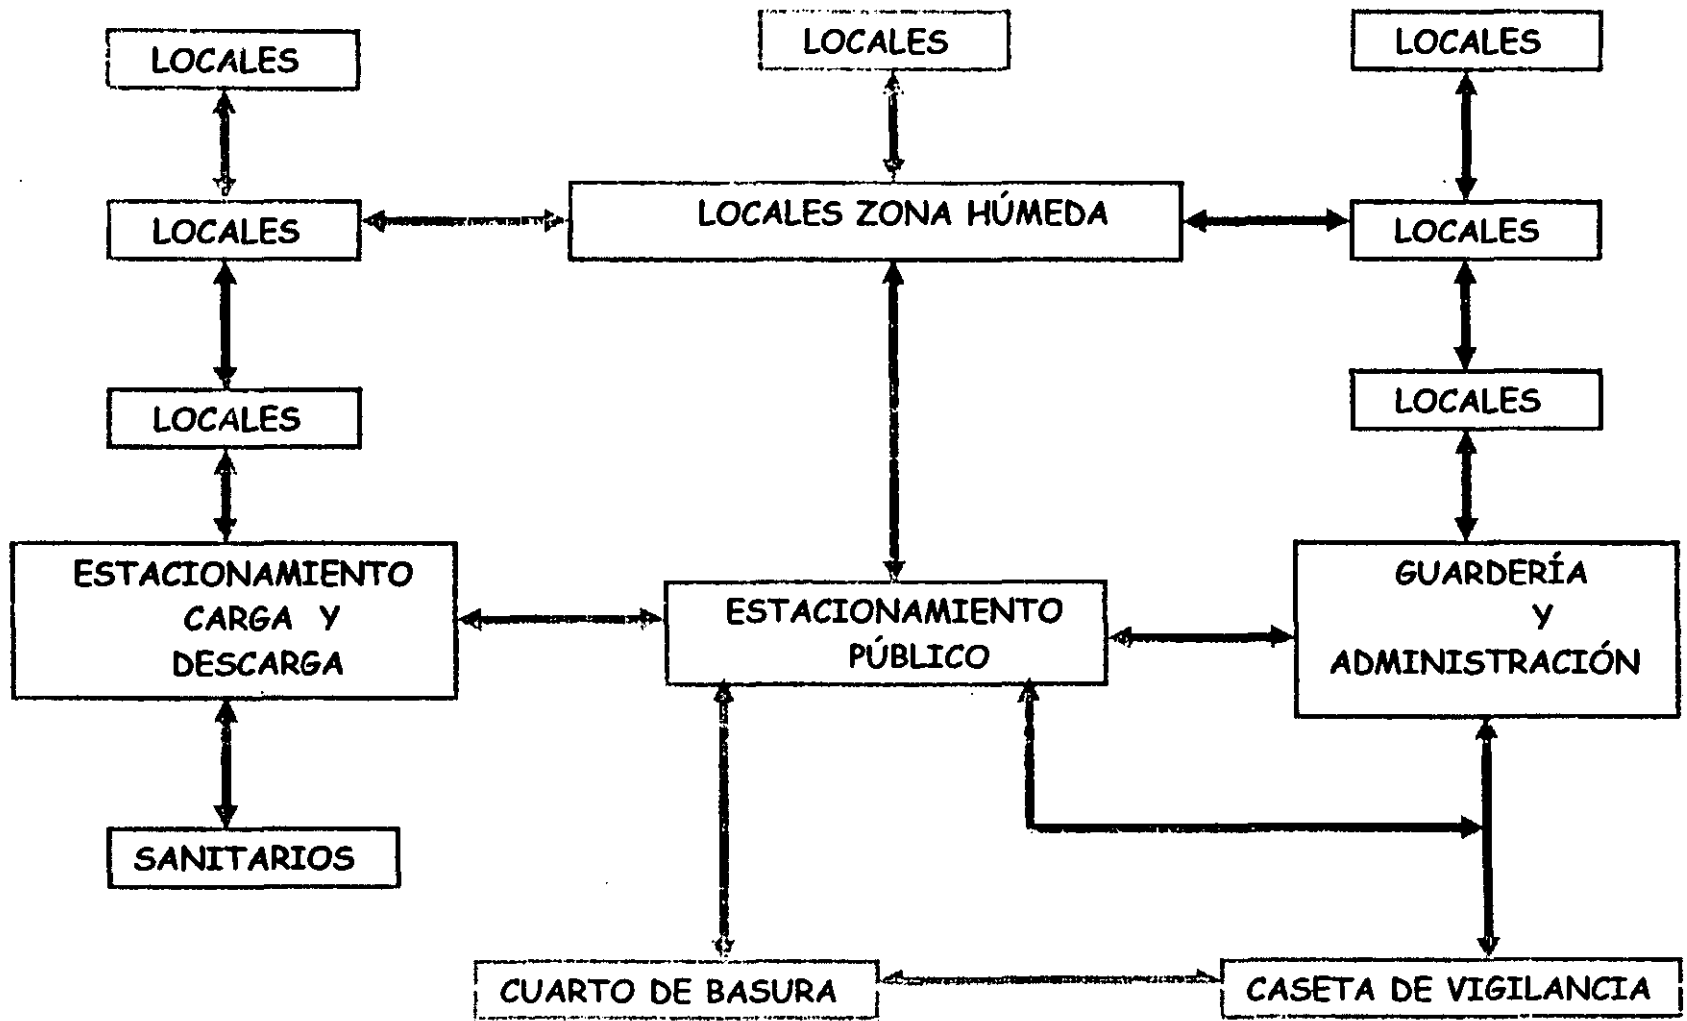 LOCALES
LOCALES
LOCALES
LOCALES
LOCALES ZONA HÚMEDA
LOCALES
LOCALES
LOCALES
ESTACIONAMIENTO
CARGA Y
DESCARGA
ESTACIONAMIENTO
PÚBLICO
GUARDERÍA
Y
ADMINISTRACIÓN
SANITARIOS
CUARTO DE BASURA
CASETA DE VIGILANCIA